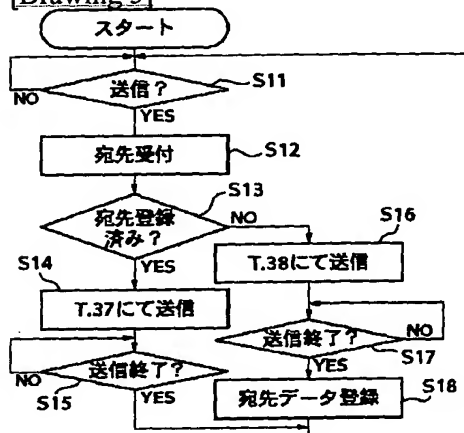 [Drawing 3]
スタート
送信？
S11
NO
YES
宛先受付
S12
宛先登録
済み？
S13
NO
YES
S14
T.37にて送信
S16
T.38にて送信
送信終了？
NO
S15
YES
送信終了？
NO
S17
YES
宛先データ登録
S18